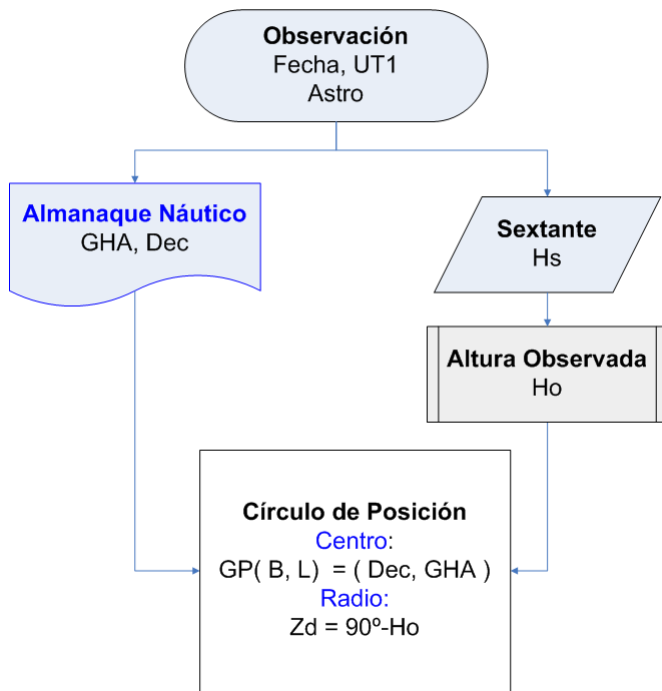 Observación
Fecha, UT1
Astro
Almanaque Náutico
GHA, Dec
Sextante
Hs
Altura Observada
Ho
Círculo de Posición
Centro:
GP( B, L)  = ( Dec, GHA )
Radio:
Zd = 90º-Ho